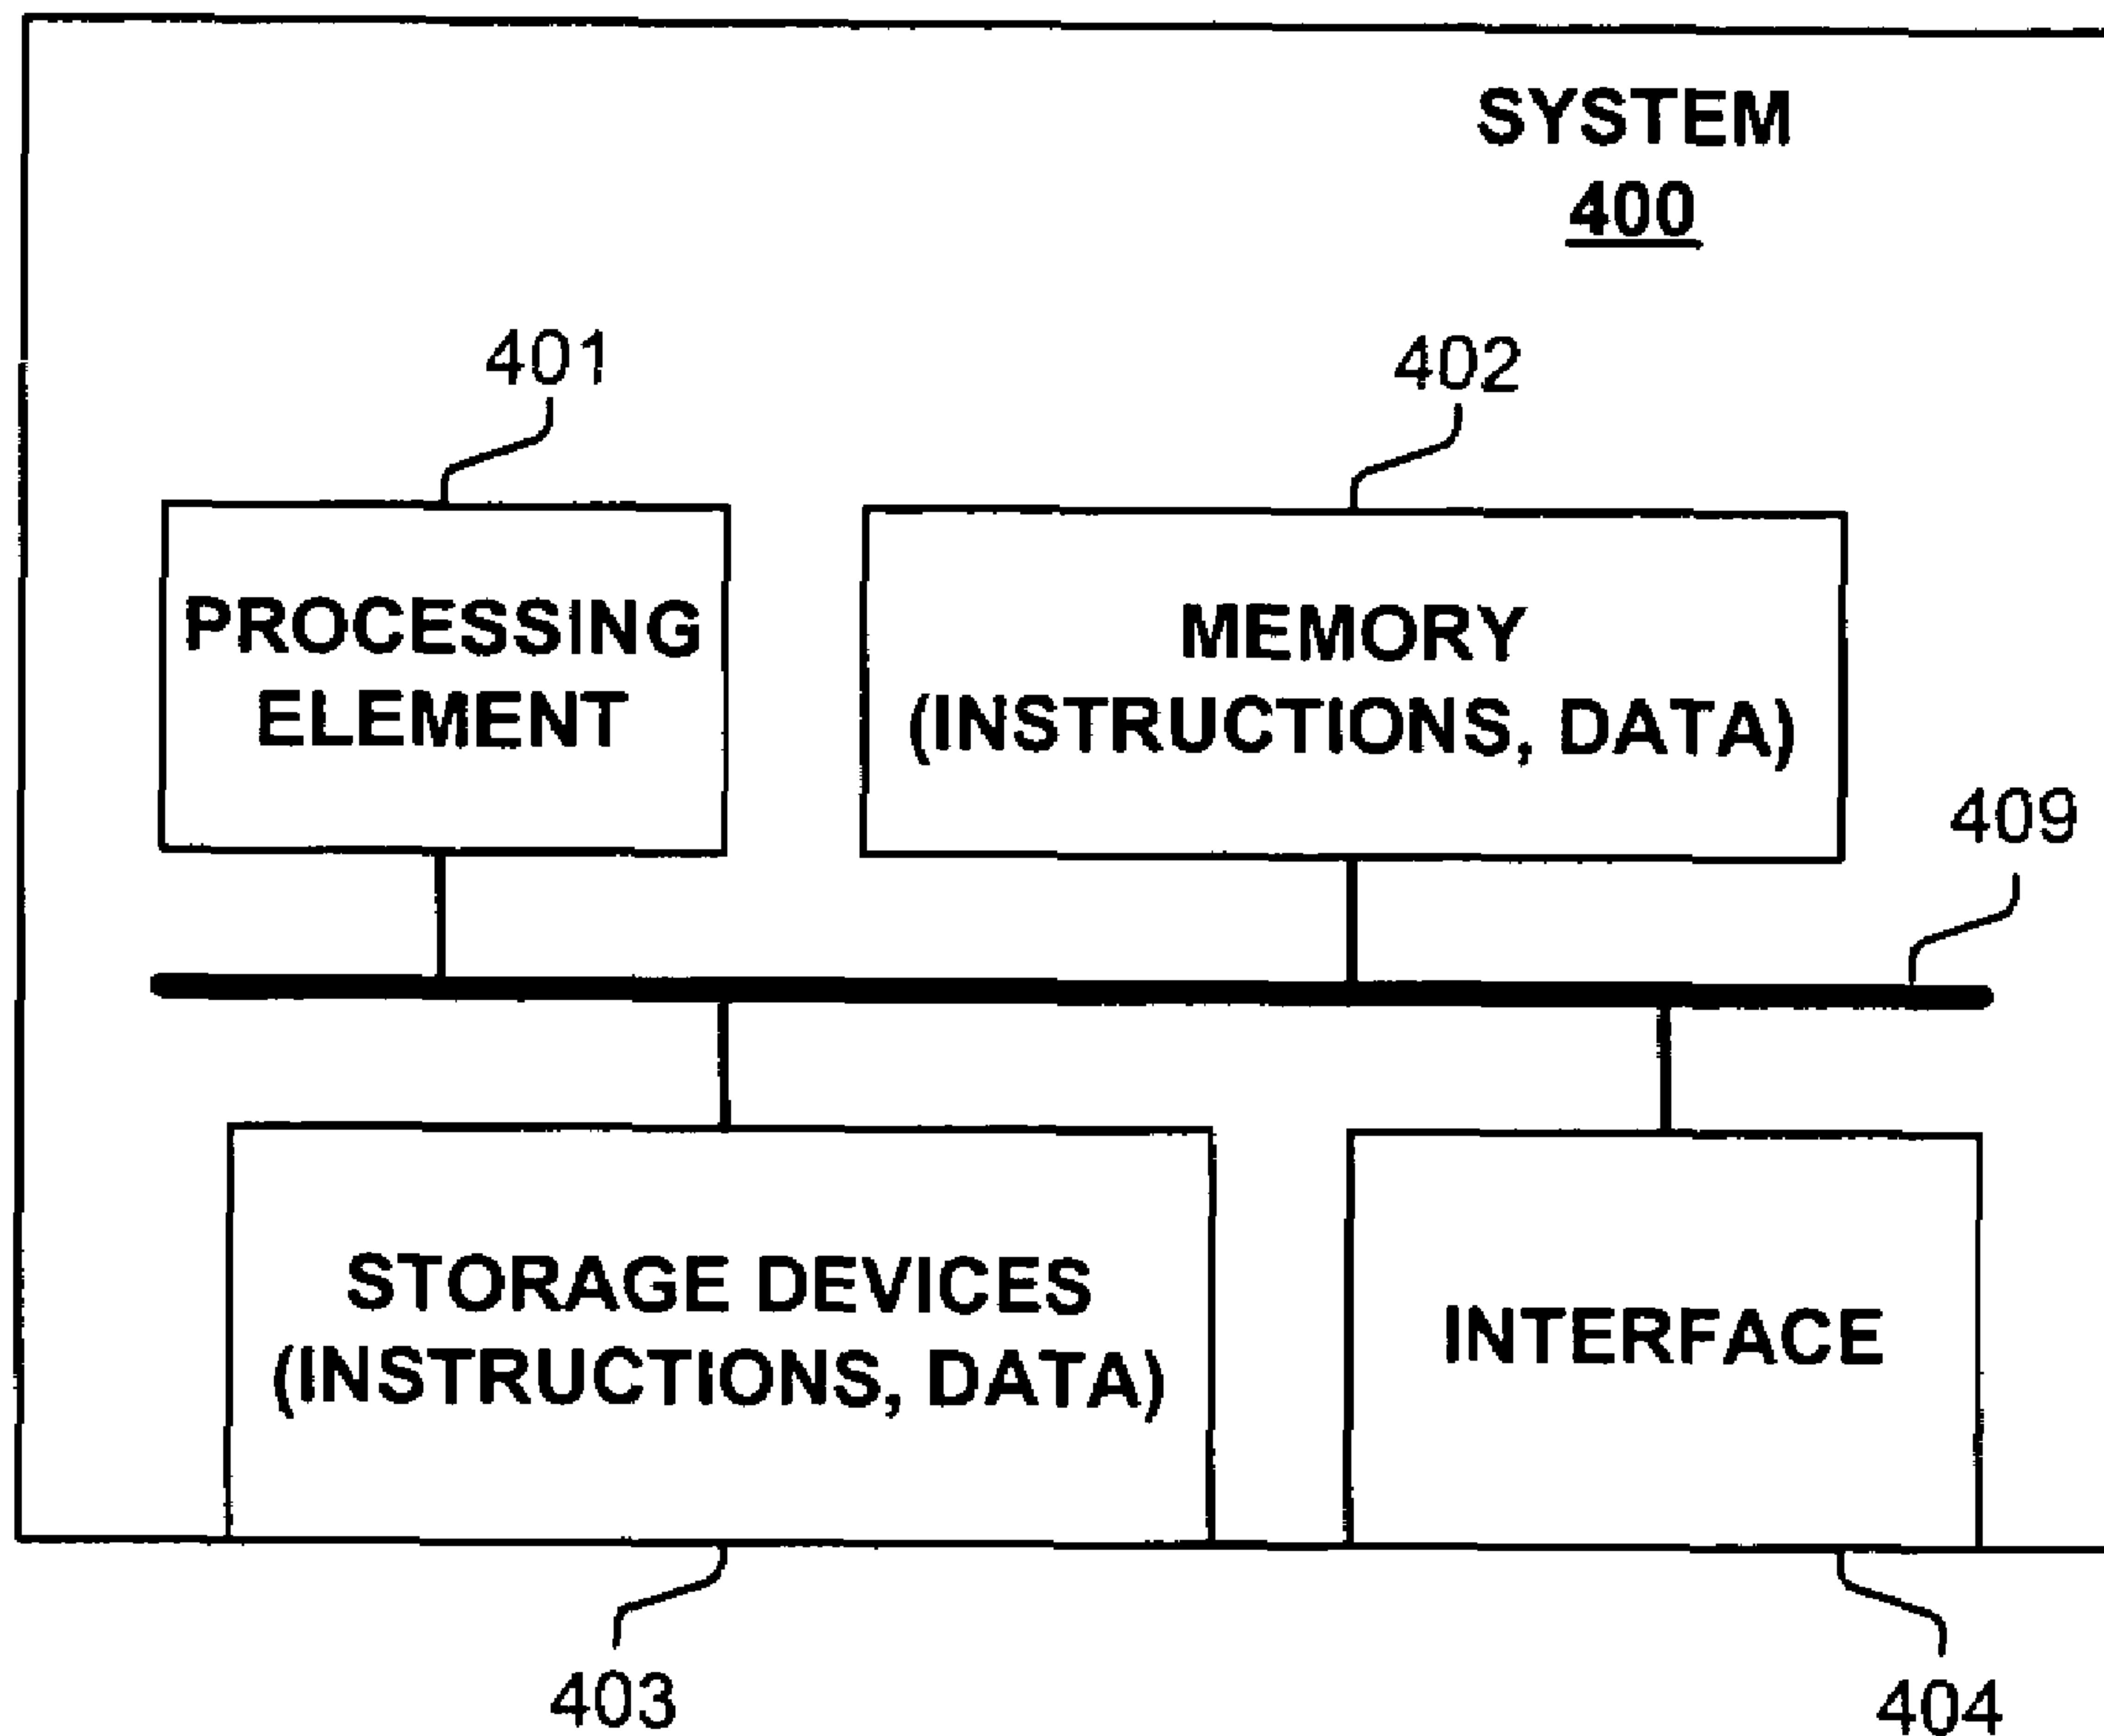 SYSTEM
400
401
402
PROCESSING
ELEMENT
MEMORY
(INSTRUCTIONS, DATA)
409
STORAGE DEVICES
(INSTRUCTIONS, DATA)
INTERFACE
403
404